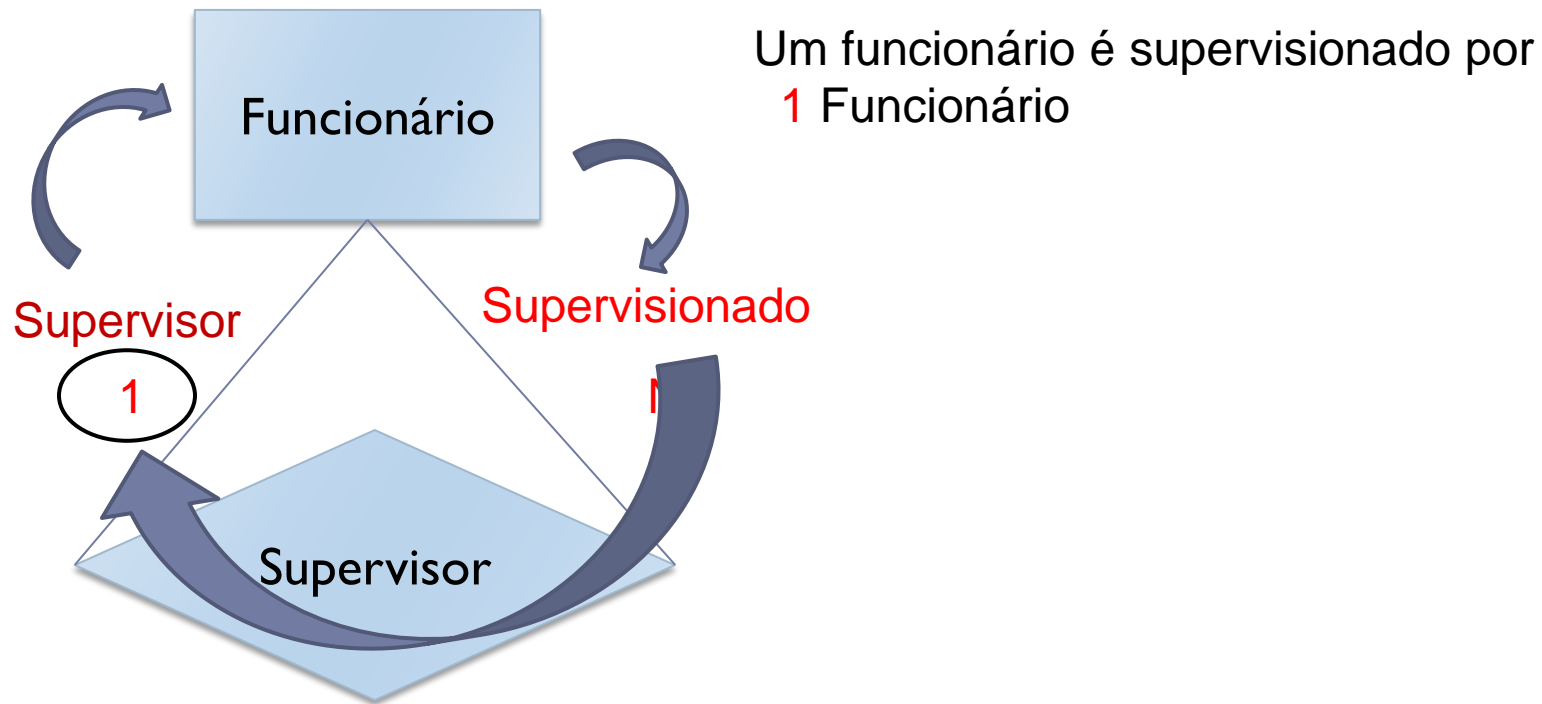 Um funcionário é supervisionado por
1 Funcionário
Funcionário
Supervisor
Supervisionado
1
Supervisor